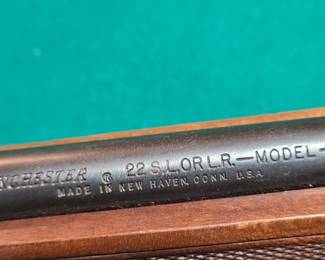 NCHESTER ® 22 S.L.OR L.R.—MODEL—
MADE IN NEW HAVEN, CONN. U.S.A.